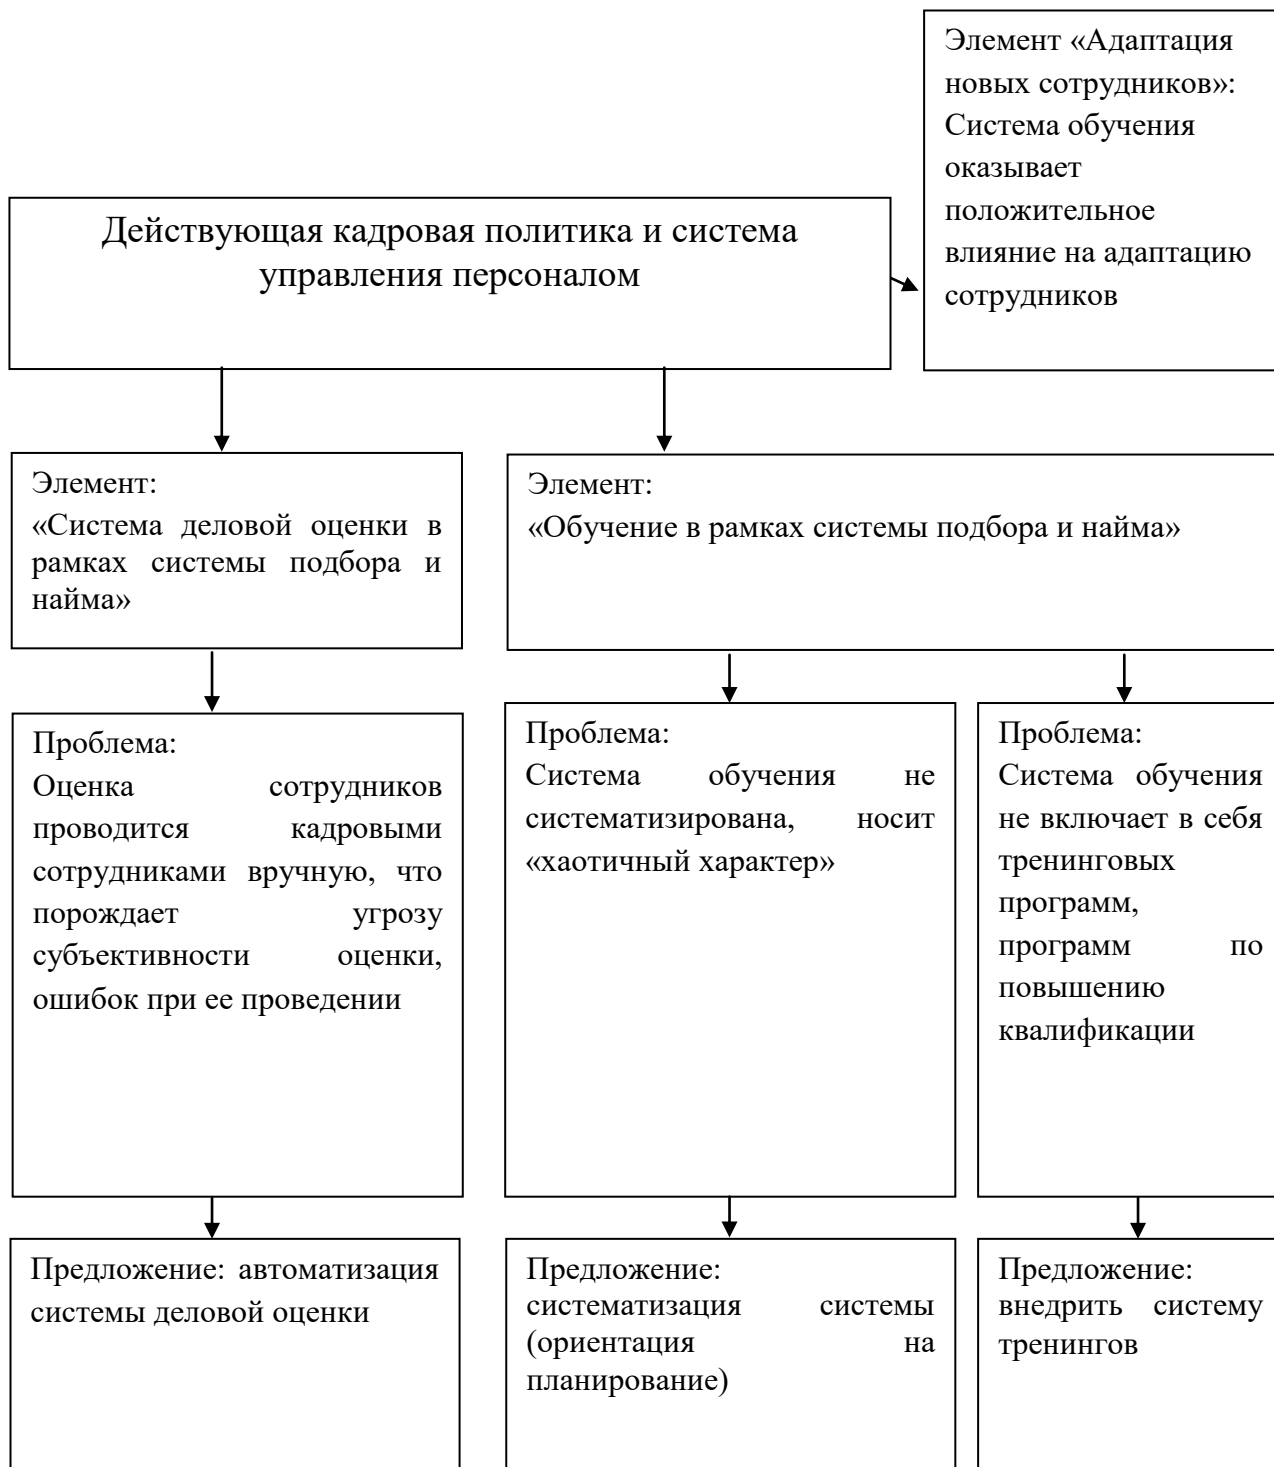 Элемент «Адаптация
новых сотрудников»:
Система обучения
оказывает
положительное
влияние на адаптацию
сотрудников
Действующая кадровая политика и система
управления персоналом
Элемент:
«Система деловой оценки в
рамках системы подбора и
найма»
Элемент:
«Обучение в рамках системы подбора и найма»
Проблема:
Оценка сотрудников
проводится кадровыми
сотрудниками вручную, что
порождает угрозу
субъективности оценки,
ошибок при ее проведении
Проблема:
Система обучения не
систематизирована, носит
«хаотичный характер»
Проблема:
Система обучения
не включает в себя
тренинговых
программ,
программ по
повышению
квалификации
Предложение: автоматизация
системы деловой оценки
Предложение:
систематизация системы
(ориентация на
планирование)
Предложение:
внедрить систему
тренингов